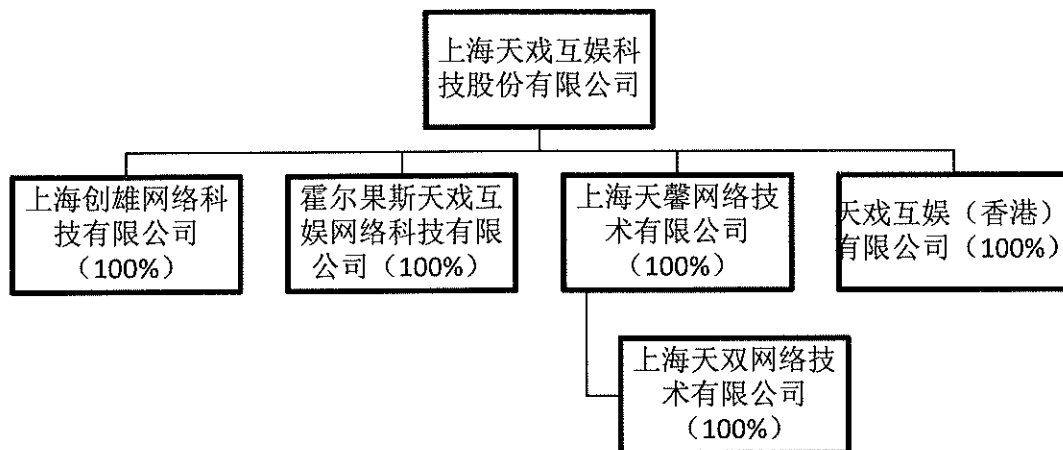 上海天戏互娱科
技股份有限公司
上海创雄网络科
技有限公司
（100%）
霍尔果斯天戏互
娱网络科技有限
公司（100%）
上海天馨网络技
术有限公司
（100%）
天戏互娱（香港）
有限公司（100%）
上海天双网络技
术有限公司
（100%）